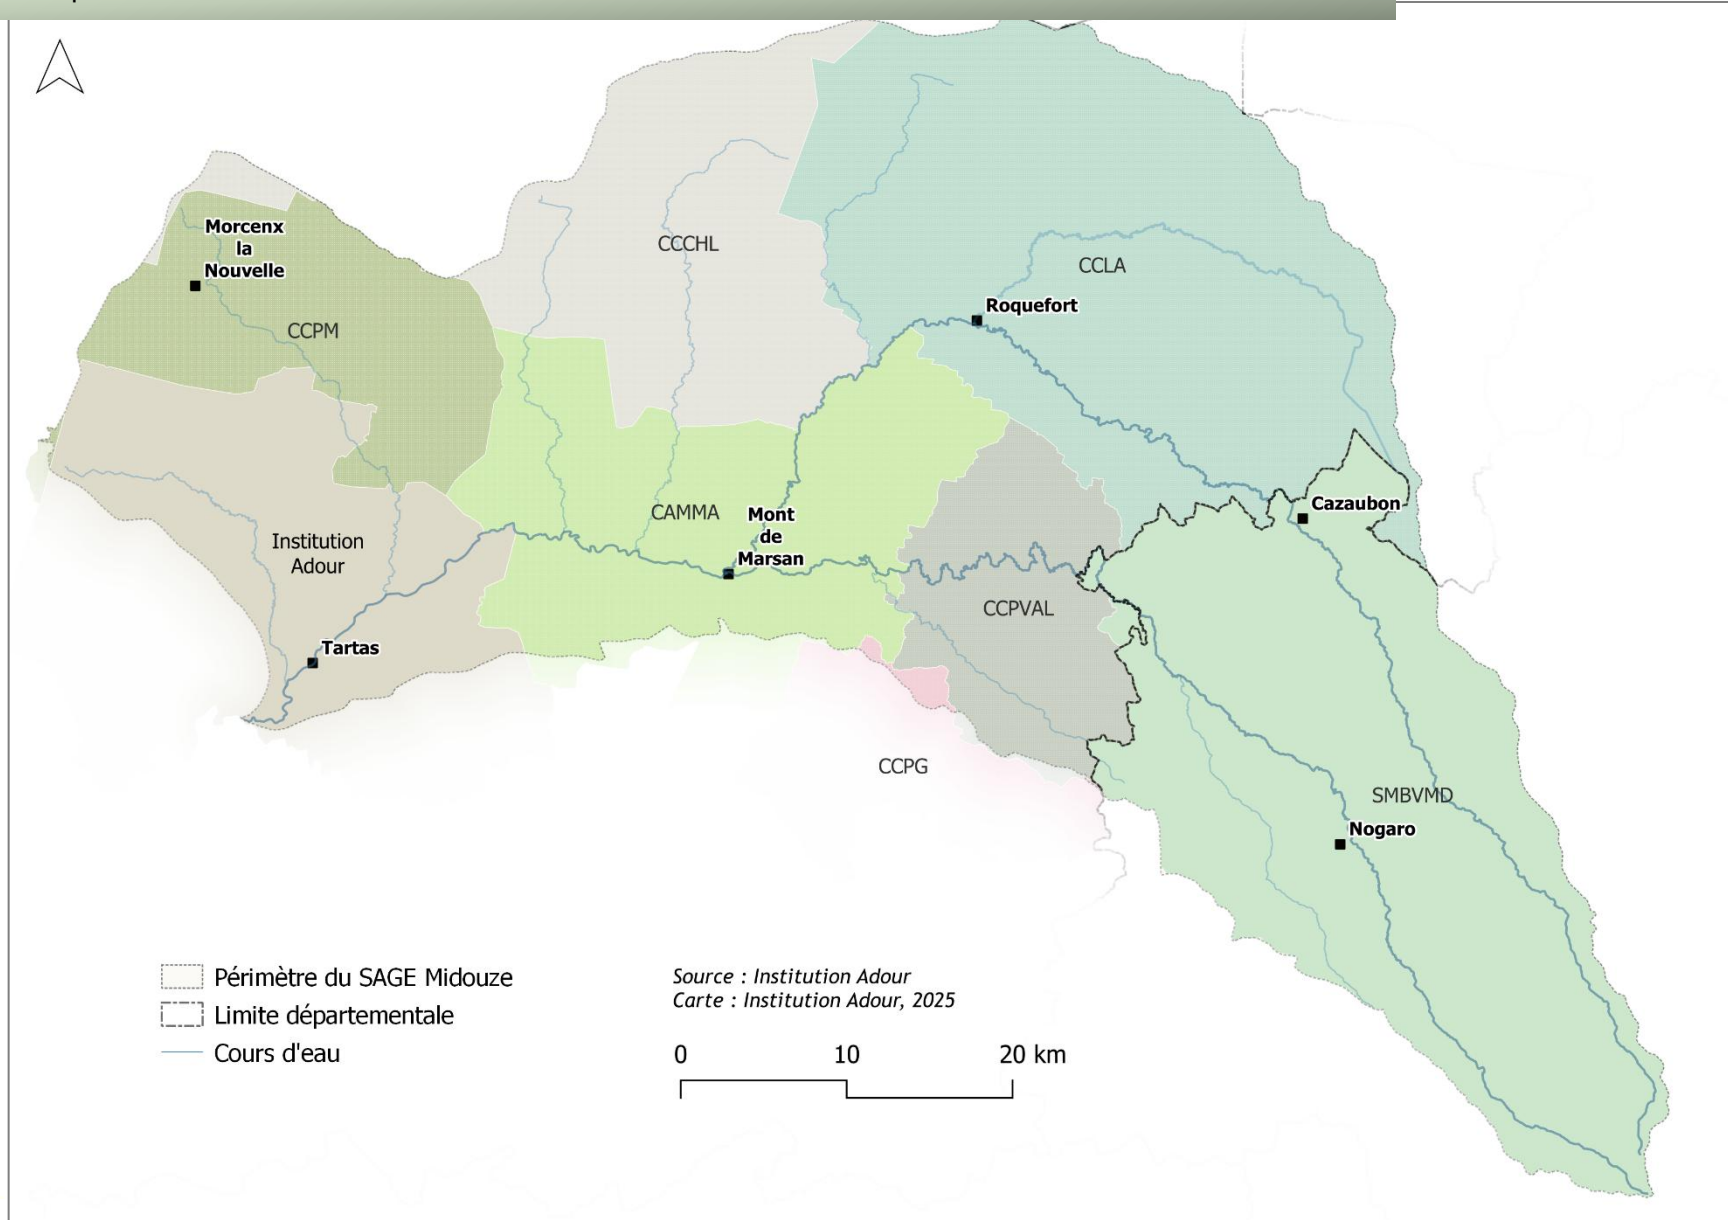 Morcenx
la
Nouvelle
CCPM
CCCHL
CCLA
Roquefort
Cazaubon
CAMMA
Mont
de
Marsan
Institution
Adour
CCPVAL
Tartas
CCPG
SMBVMD
Nogaro
Périmètre du SAGE Midouze
Limite départementale
Cours d'eau
Source : Institution Adour
Carte : Institution Adour, 2025
0 10 20 km